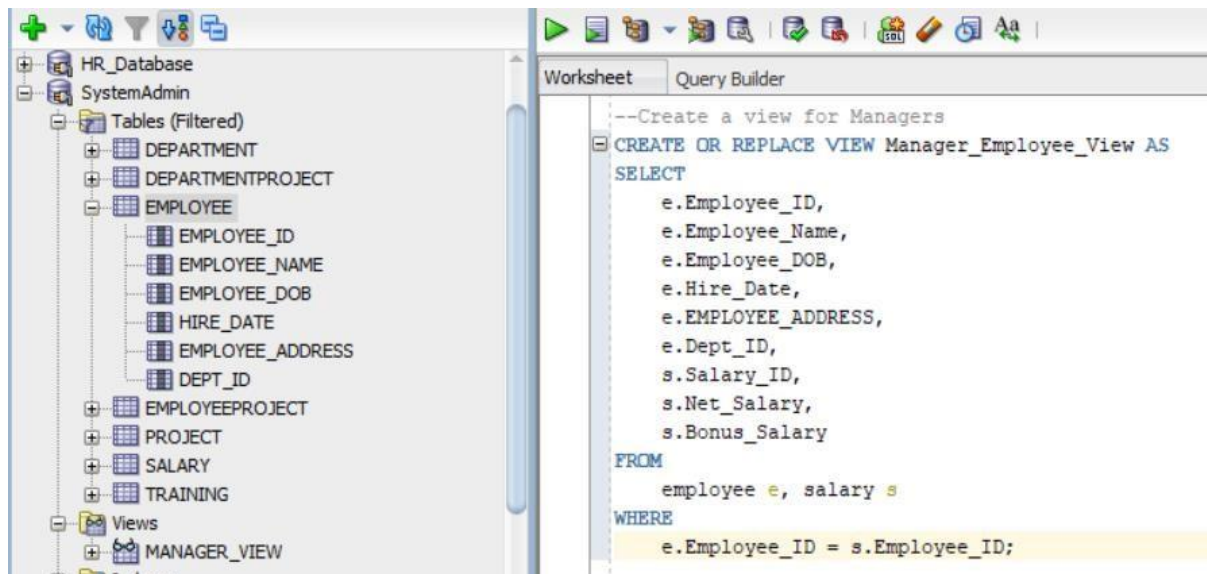 HR_Database
SystemAdmin
Tables (Filtered)
DEPARTMENT
DEPARTMENTPROJECT
EMPLOYEE
EMPLOYEE_ID
EMPLOYEE_NAME
EMPLOYEE_DOB
HIRE_DATE
EMPLOYEE_ADDRESS
DEPT_ID
EMPLOYEEPROJECT
PROJECT
SALARY
TRAINING
Views
MANAGER_VIEW
SQL
Aa
Worksheet
Query Builder
--Create a view for Managers
CREATE OR REPLACE VIEW Manager_Employee_View AS
SELECT
e.Employee_ID,
e.Employee_Name,
e.Employee_DOB,
e.Hire_Date,
e.EMPLOYEE_ADDRESS,
e.Dept_ID,
s.Salary_ID,
s.Net_Salary,
s.Bonus_Salary
FROM
employee e, salary s
WHERE
e.Employee_ID = s.Employee_ID;